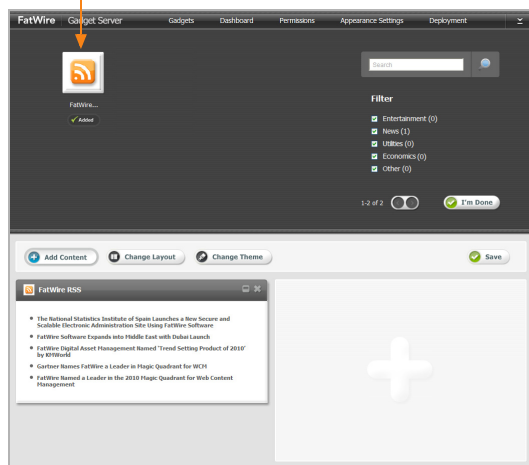 FatWire Gadget Server Gadgets Dashboard Permissions Appearance Settings Deployment
Search
FatWire...
Added
Filter
Entertainment (0)
News (1)
Utilities (0)
Economics (0)
Other (0)
1-2 of 2 I'm Done
Add Content Change Layout Change Theme Save
FatWire RSS
The National Statistics Institute of Spain Launches a New Secure and
Scalable Electronic Administration Site Using FatWire Software
FatWire Software Expands into Middle East with Dubai Launch
FatWire Digital Asset Management Named 'Trend Setting Product of 2010'
by KMWorld
Gartner Names FatWire a Leader in Magic Quadrant for WCM
FatWire Named a Leader in the 2010 Magic Quadrant for Web Content
Management